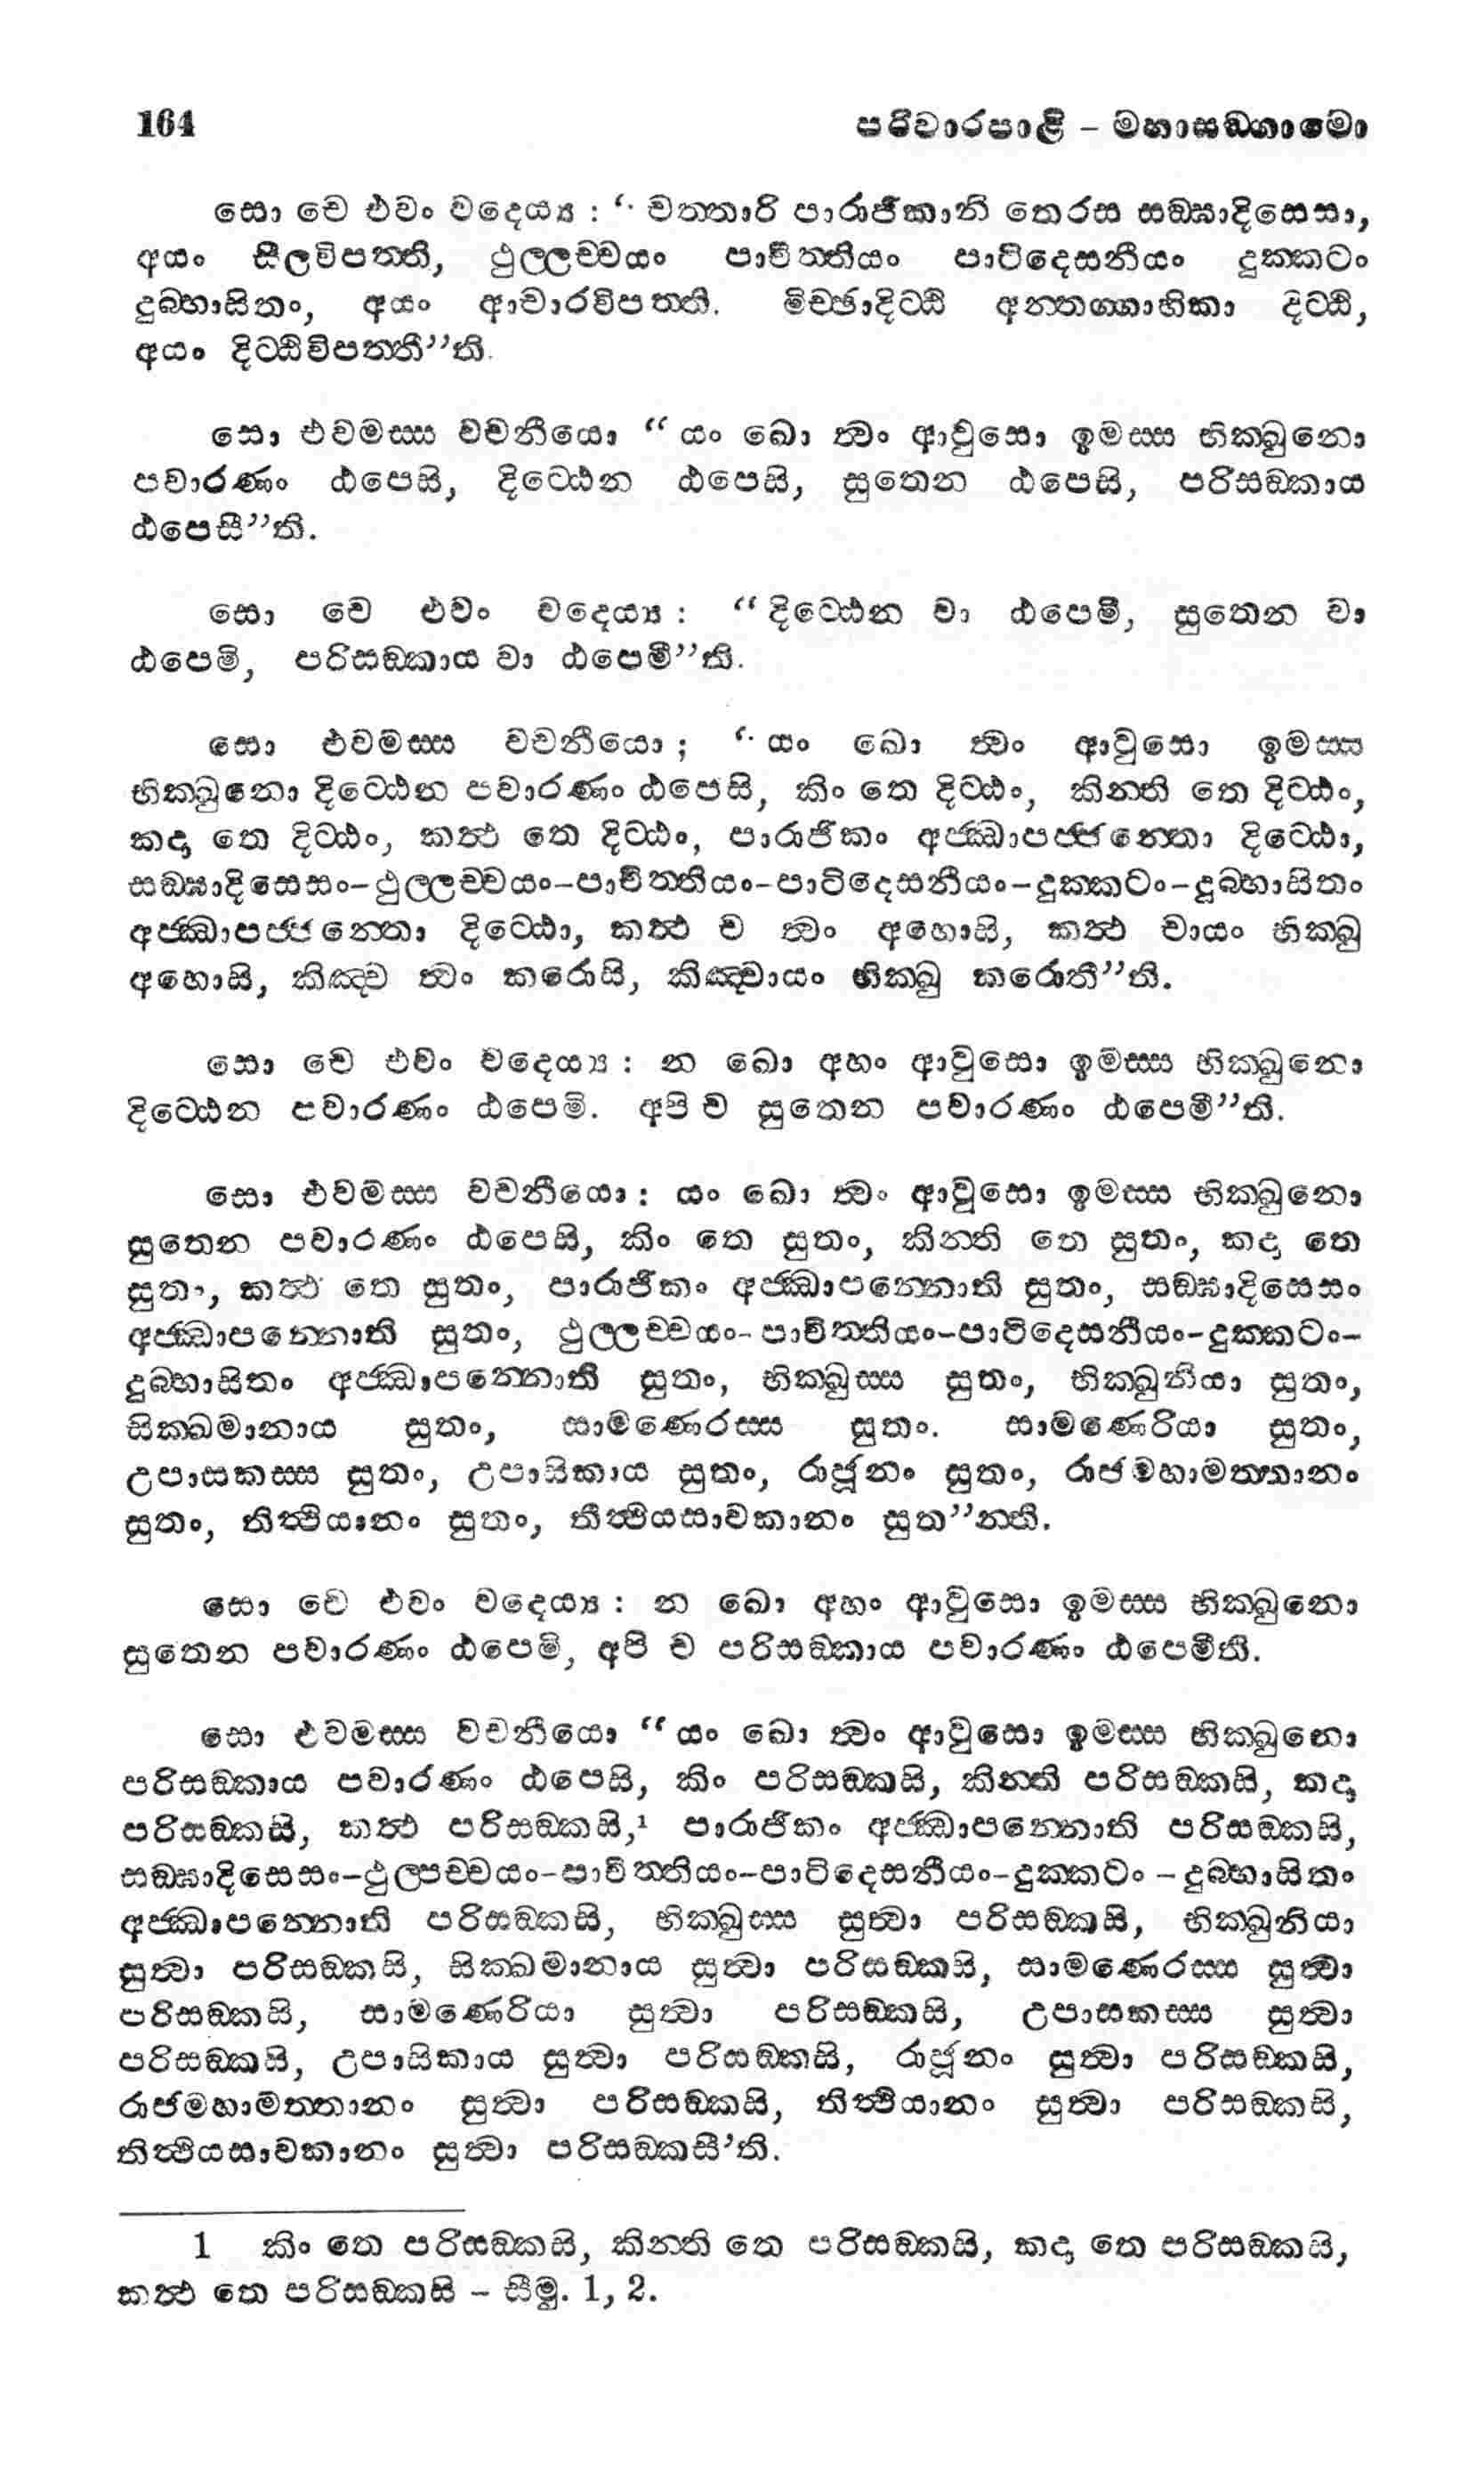 164 පරිවාරපාළි – මහාසඞ්ගාමො
සො චෙ එවං වදෙය්‍ය : “ චත්තාරි පාරාජිකානි තෙරස සඞ්ඝාදිසෙසා,
අයං සීලවිපත්ති, ථුල්ලච්චයං පාචිත්තියං පාටිදෙසනීයං දුක්කටං
දුබ්භාසිතං, අයං ආචාරවිපත්ති. මිච්ඡාදිට්ඨි අන්තග්ගාහිකා දිට්ඨි,
අයං දිට්ඨිවිපත්තී”ති.
සො එවමස්ස වචනීයො “ යං ඛො ත්වං ආවුසො ඉමස්ස භික්ඛුනො
පවාරණං ඨපෙසි, දිට්ඨෙන ඨපෙසි, සුතෙන ඨපෙසි, පරිසඞ්කාය
ඨපෙසී”ති.
සො චෙ එවං වදෙය්‍ය : “දිට්ඨෙන වා ඨපෙමි, සුතෙන වා
ඨපෙමි, පරිසඞ්කාය වා ඨපෙමී”ති.
සො එවමස්ස වචනීයො ; “ යං ඛො ත්වං ආවුසො ඉමස්ස
භික්ඛුනො දිට්ඨෙන පවාරණං ඨපෙසි, කිං තෙ දිට්ඨං, කින්ති තෙ දිට්ඨං,
කදා තෙ දිට්ඨං, කත්ථ තෙ දිට්ඨං, පාරාජිකං අජ්ඣාපජ්ජන්තො දිට්ඨො,
සඞ්ඝාදිසෙසං–ථුල්ලච්චයං–පාචිත්තියං–පාටිදෙසනීයං–දුක්කටං–දුබ්භාසිතං
අජ්ඣාපජ්ජන්තො දිට්ඨො, කත්ථ ච ත්වං අහොසි, කත්ථ චායං භික්ඛු
අහොසි, කිඤ්ච ත්වං කරොසි, කිඤ්චායං භික්ඛු කරොතී”ති.
සො චෙ එවං වදෙය්‍ය : න ඛො අහං ආවුසො ඉමස්ස භික්ඛුනො
දිට්ඨෙන පවාරණං ඨපෙමි. අපි ච සුතෙන පවාරණං ඨපෙමී”ති.
සො එවමස්ස වචනීයො : යං ඛො ත්වං ආවුසො ඉමස්ස භික්ඛුනො
සුතෙන පවාරණං ඨපෙසි, කිං තෙ සුතං, කින්ති තෙ සුතං, කදා තෙ
සුතං, කත්ථ තෙ සුතං, පාරාජිකං අජ්ඣාපන්නොති සුතං, සඞ්ඝාදිසෙසං
අජ්ඣාපන්නොති සුතං, ථුල්ලච්චයං–පාචිත්තියං–පාටිදෙසනීයං–දුක්කටං–
දුබ්භාසිතං අජ්ඣාපන්නොති සුතං, භික්ඛුස්ස සුතං, භික්ඛුනියා සුතං,
සික්ඛමානාය සුතං, සාමණෙරස්ස සුතං. සාමණෙරියා සුතං,
උපාසකස්ස සුතං, උපාසිකාය සුතං, රාජූනං සුතං, රාජමහාමත්තානං
සුතං, තිත්ථියානං සුතං, තිත්ථියසාවකානං සුත”න්ති.
සො චෙ එවං වදෙය්‍ය : න ඛො අහං ආවුසො ඉමස්ස භික්ඛුනො
සුතෙන පවාරණං ඨපෙමි, අපි ච පරිසඞ්කාය පවාරණං ඨපෙමීති.
සො එවමස්ස වචනීයො “ යං ඛො ත්වං ආවුසො ඉමස්ස භික්ඛුනො
පරිසඞ්කාය පවාරණං ඨපෙසි, කිං පරිසඞ්කසි, කින්ති පරිසඞ්කසි, කදා
පරිසඞ්කසි, කත්ථ පරිසඞ්කසි,¹ පාරාජිකං අජ්ඣාපන්නොති පරිසඞ්කසි,
සඞ්ඝාදිසෙසං–ථුල්පච්චයං–පාචිත්තියං–පාටිදෙසනීයං–දුක්කටං – දුබ්භාසිතං
අජ්ඣාපන්නොති පරිසඞ්කසි, භික්ඛුස්ස සුත්වා පරිසඞ්කසි, භික්ඛුනියා
සුත්වා පරිසඞ්කසි, සික්ඛමානාය සුත්වා පරිසඞ්කසි, සාමණෙරස්ස සුත්වා
පරිසඞ්කසි, සාමණෙරියා සුත්වා පරිසඞ්කසි, උපාසකස්ස සුත්වා
පරිසඞ්කසි, උපාසිකාය සුත්වා පරිසඞ්කසි, රාජූනං සුත්වා පරිසඞ්කසි,
රාජමහාමත්තානං සුත්වා පරිසඞ්කසි, තිත්ථියානං සුත්වා පරිසඞ්කසි,
තිත්ථියසාවකානං සුත්වා පරිසඞ්කසී’ති.
1 කිං තෙ පරිසඞ්කසි, කින්ති තෙ පරිසඞ්කසි, කදා තෙ පරිසඞ්කසි,
කත්ථ තෙ පරිසඞ්කසි – සීමු. 1, 2.